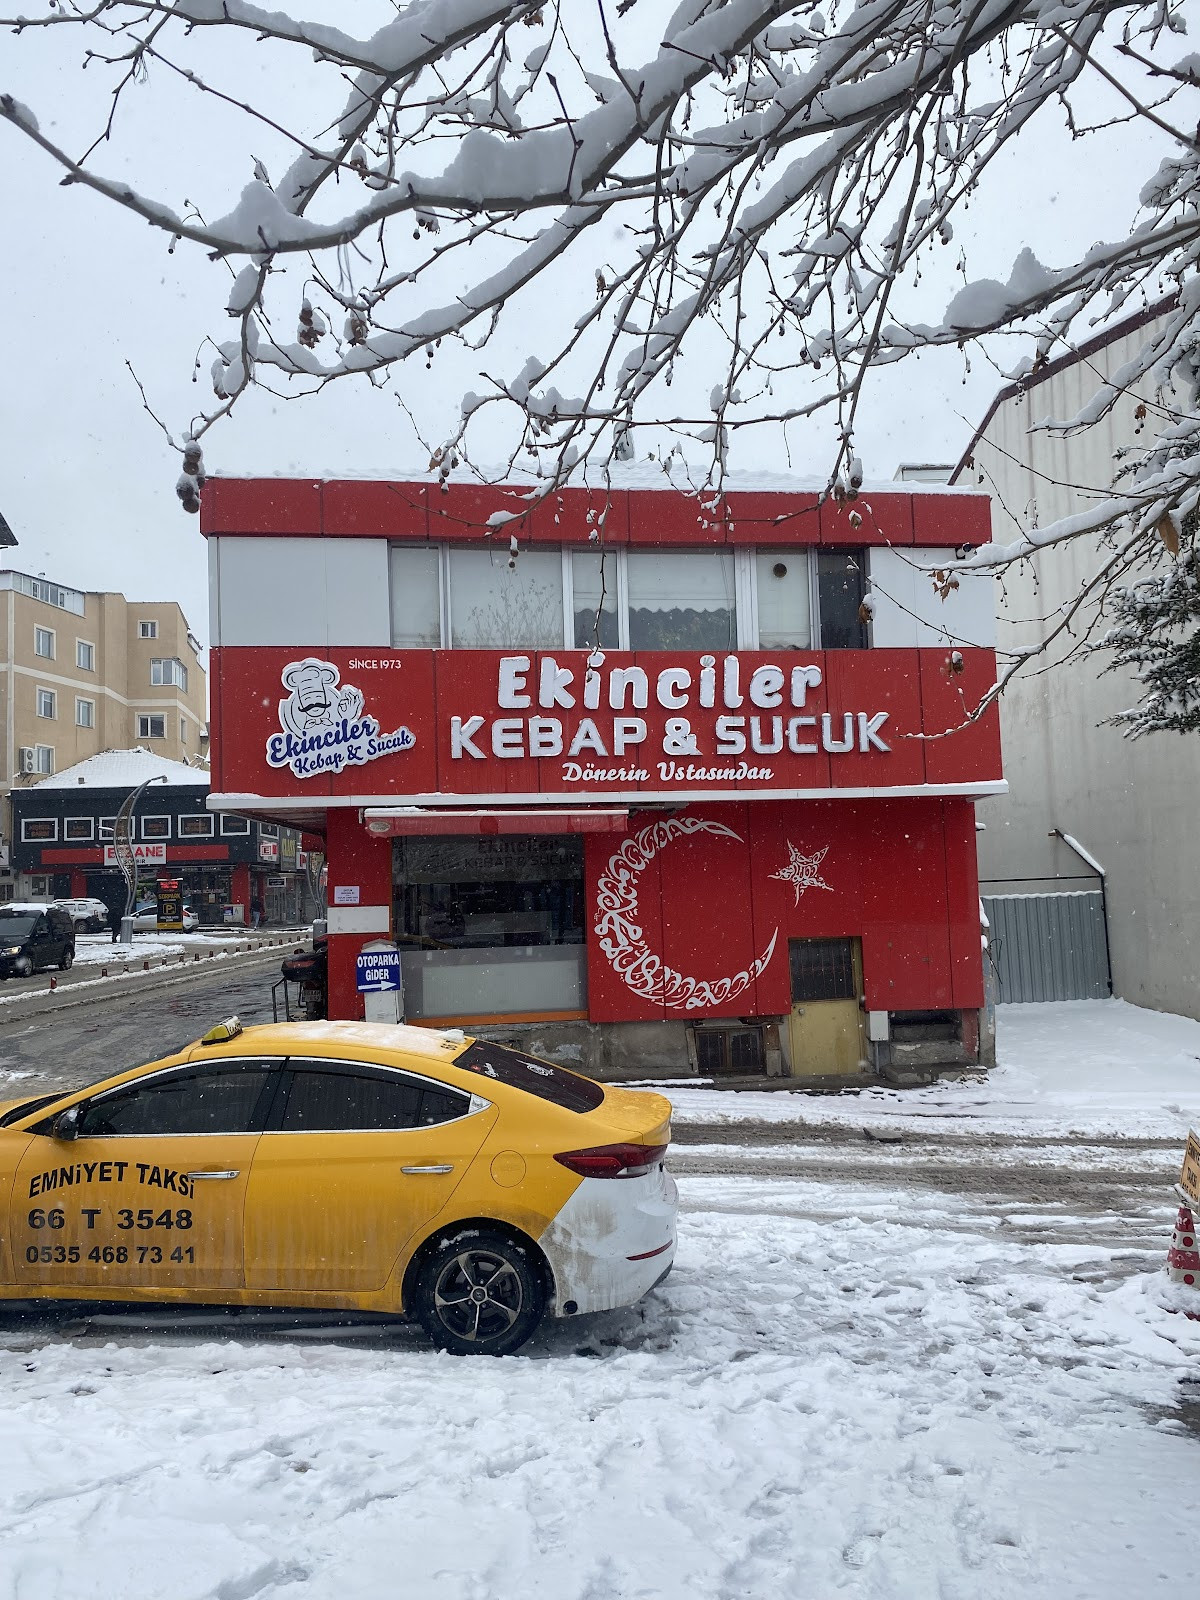 SİNCE 1973
Ekinciler
Kebap & Sucuk
Ekinciler
KEBAP & SUCUK
Dönerin Ustasından
Ekinciler
KEBAP & SUCUK
OTOPARKA
GİDER
EMNİYET TAKSİ
66 T 3548
0535 468 73 41